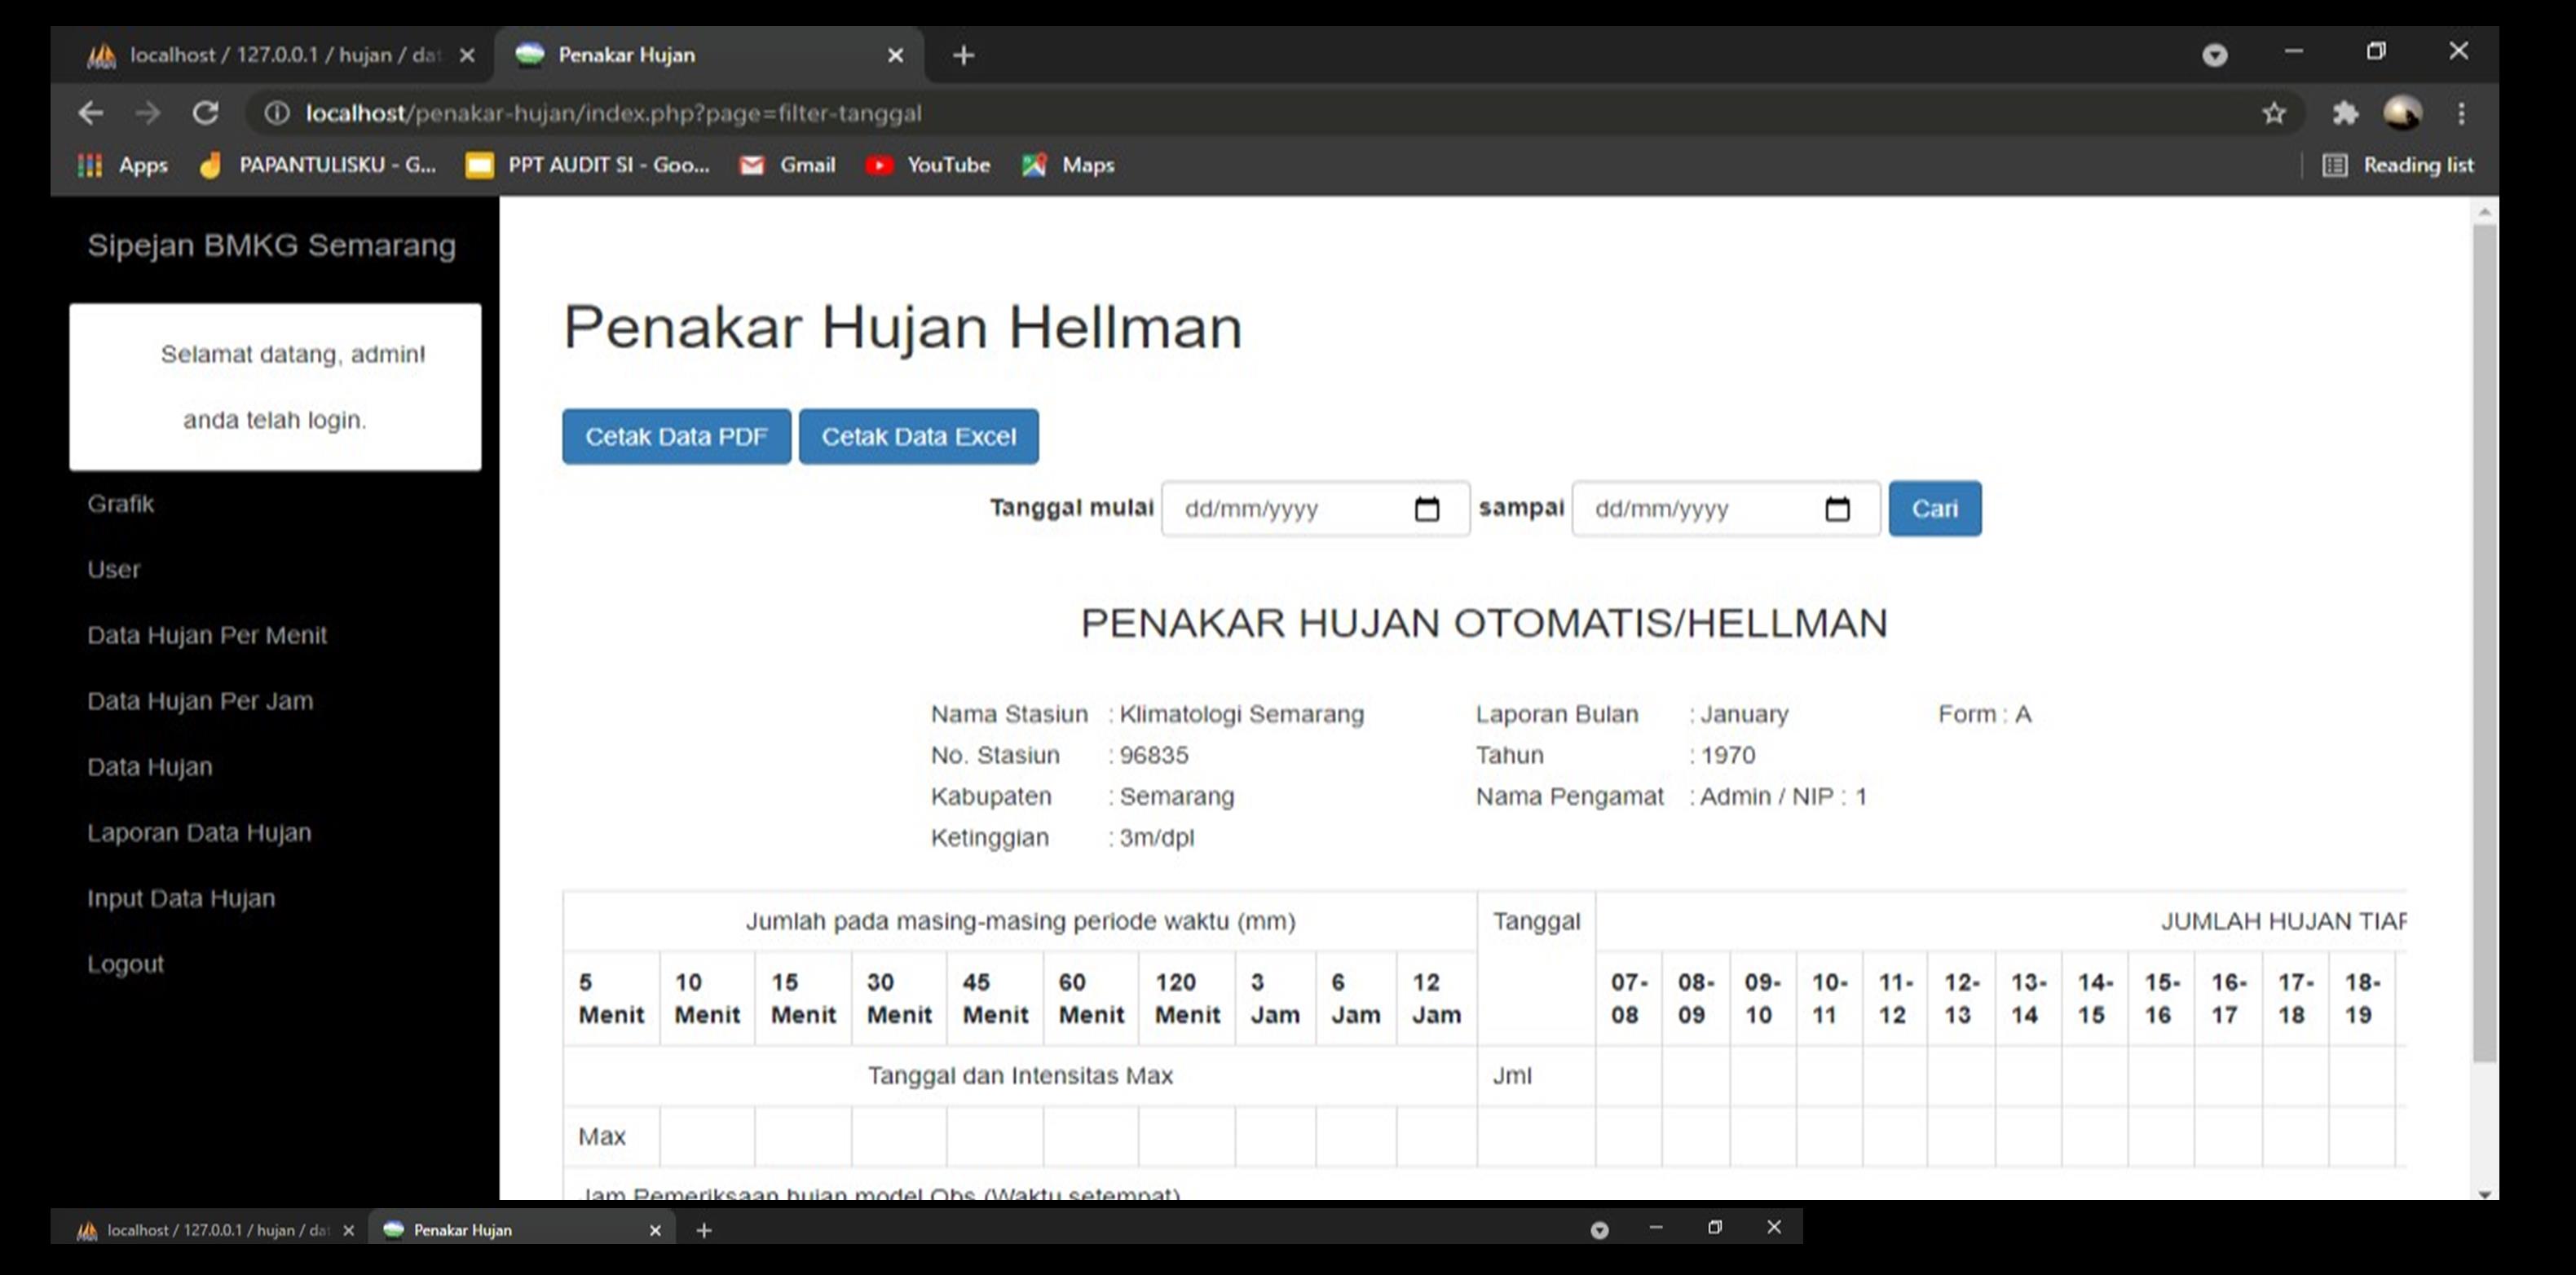 localhost / 127.0.0.1 / hujan / dat
Penakar Hujan
localhost/penakar-hujan/index.php?page=filter-tanggal
Apps
PAPANTULISKU - G...
PPT AUDIT SI - Goo...
Gmail
YouTube
Maps
Reading list
Sipejan BMKG Semarang
Selamat datang, admin!
anda telah login.
Grafik
User
Data Hujan Per Menit
Data Hujan Per Jam
Data Hujan
Laporan Data Hujan
Input Data Hujan
Logout
Penakar Hujan Hellman
Cetak Data PDF
Cetak Data Excel
Tanggal mulai dd/mm/yyyy sampai dd/mm/yyyy Cari
PENAKAR HUJAN OTOMATIS/HELLMAN
Nama Stasiun : Klimatologi Semarang
No. Stasiun : 96835
Kabupaten : Semarang
Ketinggian : 3m/dpl
Laporan Bulan : January
Tahun : 1970
Nama Pengamat : Admin / NIP : 1
Form : A
Jumlah pada masing-masing periode waktu (mm) Tanggal JUMLAH HUJAN TIAP
5 Menit 10 Menit 15 Menit 30 Menit 45 Menit 60 Menit 120 Menit 3 Jam 6 Jam 12 Jam 07-08 08-09 09-10 10-11 11-12 12-13 13-14 14-15 15-16 16-17 17-18 18-19
Tanggal dan Intensitas Max Jml
Max
Jam Pemeriksaan hujan model Obs (Waktu setempat)
localhost / 127.0.0.1 / hujan / dat
Penakar Hujan